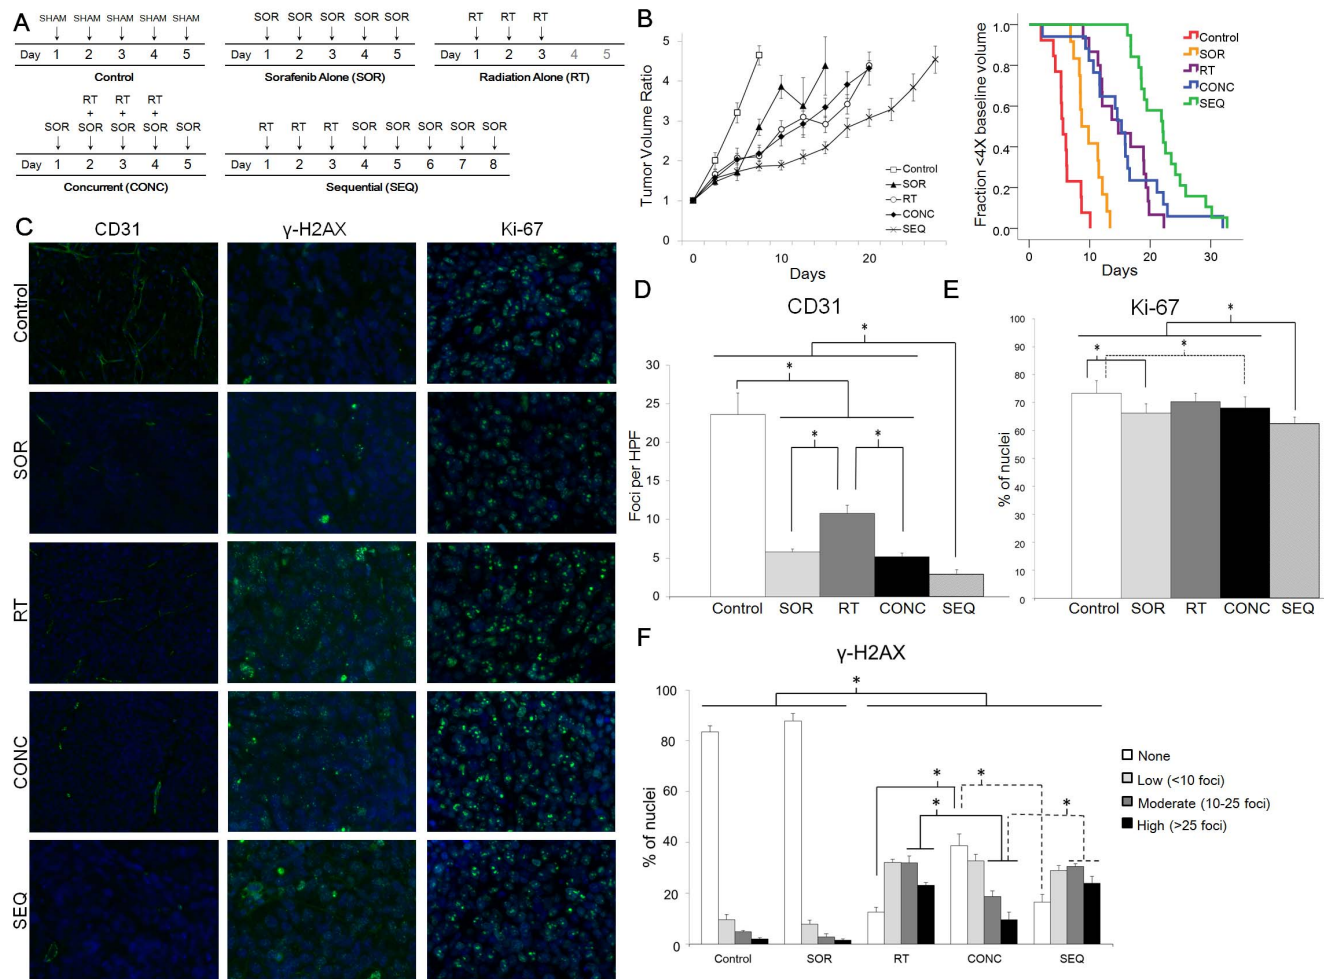 A
SHAM SHAM SHAM SHAM SHAM
Day 1 2 3 4 5
Control
SOR SOR SOR SOR SOR
Day 1 2 3 4 5
Sorafenib Alone (SOR)
RT RT RT
Day 1 2 3 4 5
Radiation Alone (RT)
RT RT RT
+ + +
SOR SOR SOR SOR SOR
Day 1 2 3 4 5
Concurrent (CONC)
RT RT RT SOR SOR SOR SOR SOR
Day 1 2 3 4 5 6 7 8
Sequential (SEQ)
B
Tumor Volume Ratio
5
4
3
2
1
0
0 10 20
Days
Control
SOR
RT
CONC
SEQ
Fraction <4X baseline volume
1.0
0.8
0.6
0.4
0.2
0.0
0 10 20 30
Days
Control
SOR
RT
CONC
SEQ
C
CD31 γ-H2AX Ki-67
Control
SOR
RT
CONC
SEQ
D
CD31
Foci per HPF
30
25
20
15
10
5
0
* * * *
Control SOR RT CONC SEQ
E
Ki-67
% of nuclei
100
90
80
70
60
50
40
30
20
10
0
* * *
Control SOR RT CONC SEQ
F
γ-H2AX
% of nuclei
100
80
60
40
20
0
* * * * *
Control SOR RT CONC SEQ
None
Low (<10 foci)
Moderate (10-25 foci)
High (>25 foci)